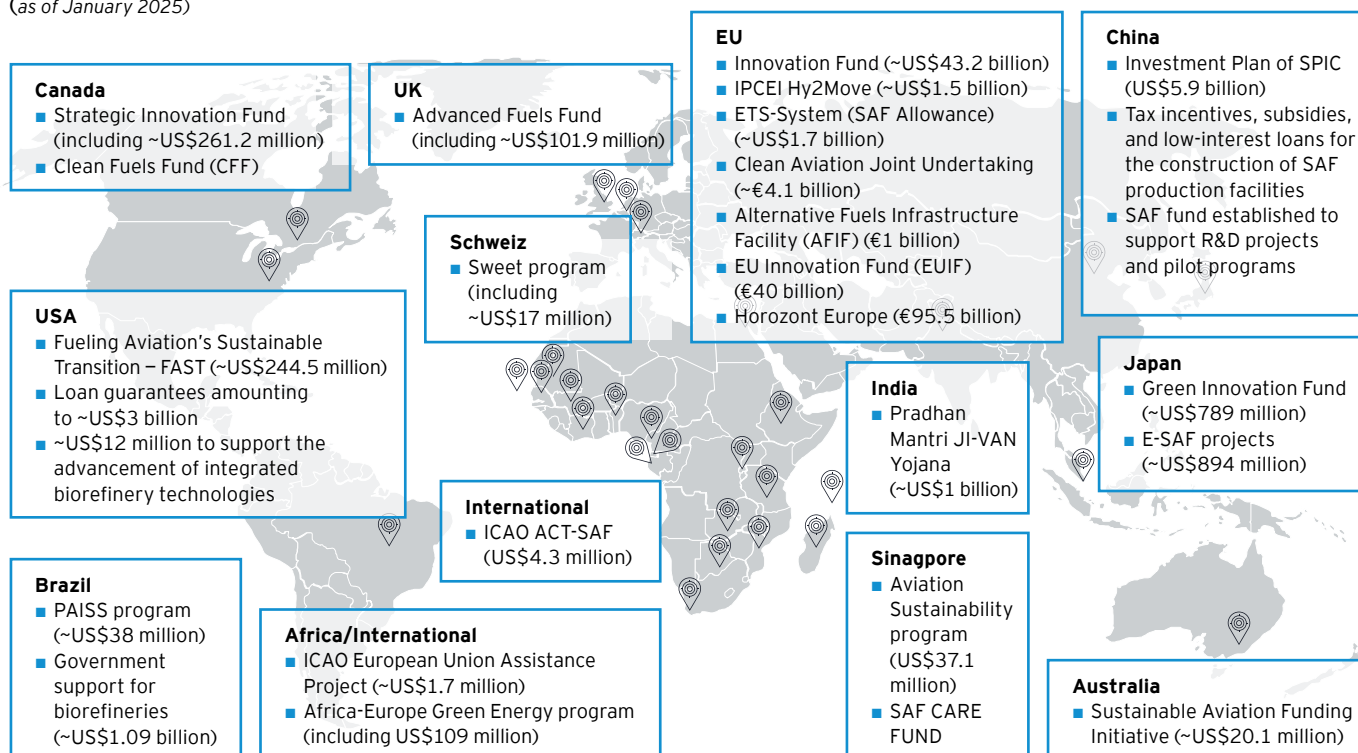 (as of January 2025)
Canada
■ Strategic Innovation Fund
(including ~US$261.2 million)
■ Clean Fuels Fund (CFF)
UK
■ Advanced Fuels Fund
(including ~US$101.9 million)
EU
■ Innovation Fund (~US$43.2 billion)
■ IPCEI Hy2Move (~US$1.5 billion)
■ ETS-System (SAF Allowance)
(~US$1.7 billion)
■ Clean Aviation Joint Undertaking
(~€4.1 billion)
■ Alternative Fuels Infrastructure
Facility (AFIF) (€1 billion)
■ EU Innovation Fund (EUIF)
(€40 billion)
■ Horozont Europe (€95.5 billion)
China
■ Investment Plan of SPIC
(US$5.9 billion)
■ Tax incentives, subsidies,
and low-interest loans for
the construction of SAF
production facilities
■ SAF fund established to
support R&D projects
and pilot programs
Schweiz
■ Sweet program
(including
~US$17 million)
USA
■ Fueling Aviation's Sustainable
Transition – FAST (~US$244.5 million)
■ Loan guarantees amounting
to ~US$3 billion
■ ~US$12 million to support the
advancement of integrated
biorefinery technologies
India
■ Pradhan
Mantri JI-VAN
Yojana
(~US$1 billion)
Japan
■ Green Innovation Fund
(~US$789 million)
■ E-SAF projects
(~US$894 million)
International
■ ICAO ACT-SAF
(US$4.3 million)
Brazil
■ PAISS program
(~US$38 million)
■ Government
support for
biorefineries
(~US$1.09 billion)
Africa/International
■ ICAO European Union Assistance
Project (~US$1.7 million)
■ Africa-Europe Green Energy program
(including US$109 million)
Sinagpore
■ Aviation
Sustainability
program
(US$37.1
million)
■ SAF CARE
FUND
Australia
■ Sustainable Aviation Funding
Initiative (~US$20.1 million)